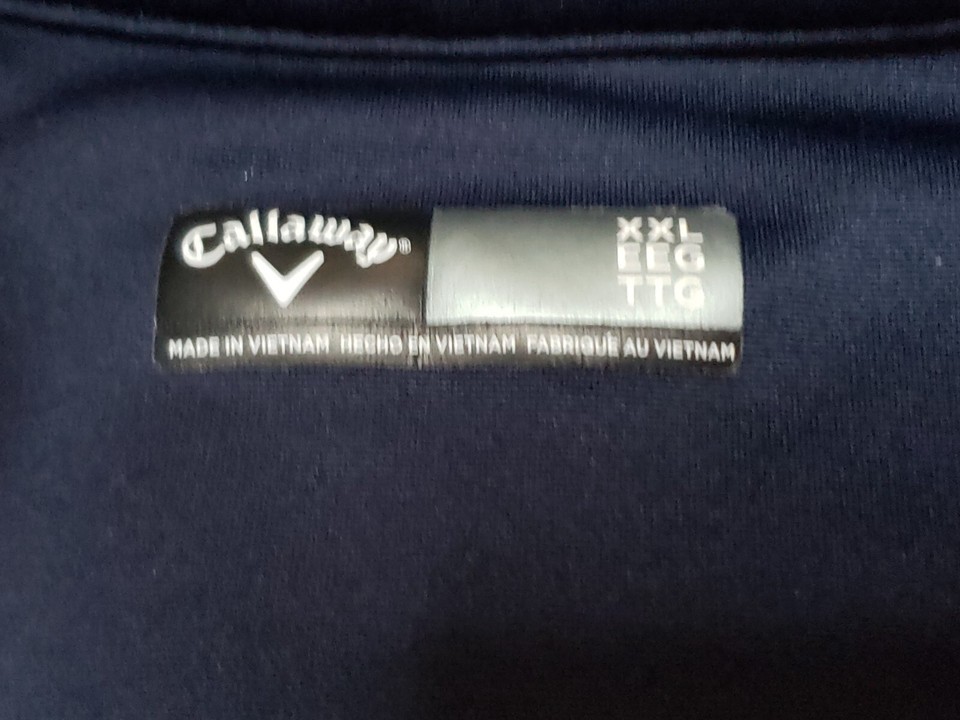 Callaway®
XXL
EEG
TTG
MADE IN VIETNAM HECHO EN VIETNAM FABRIQUÉ AU VIETNAM